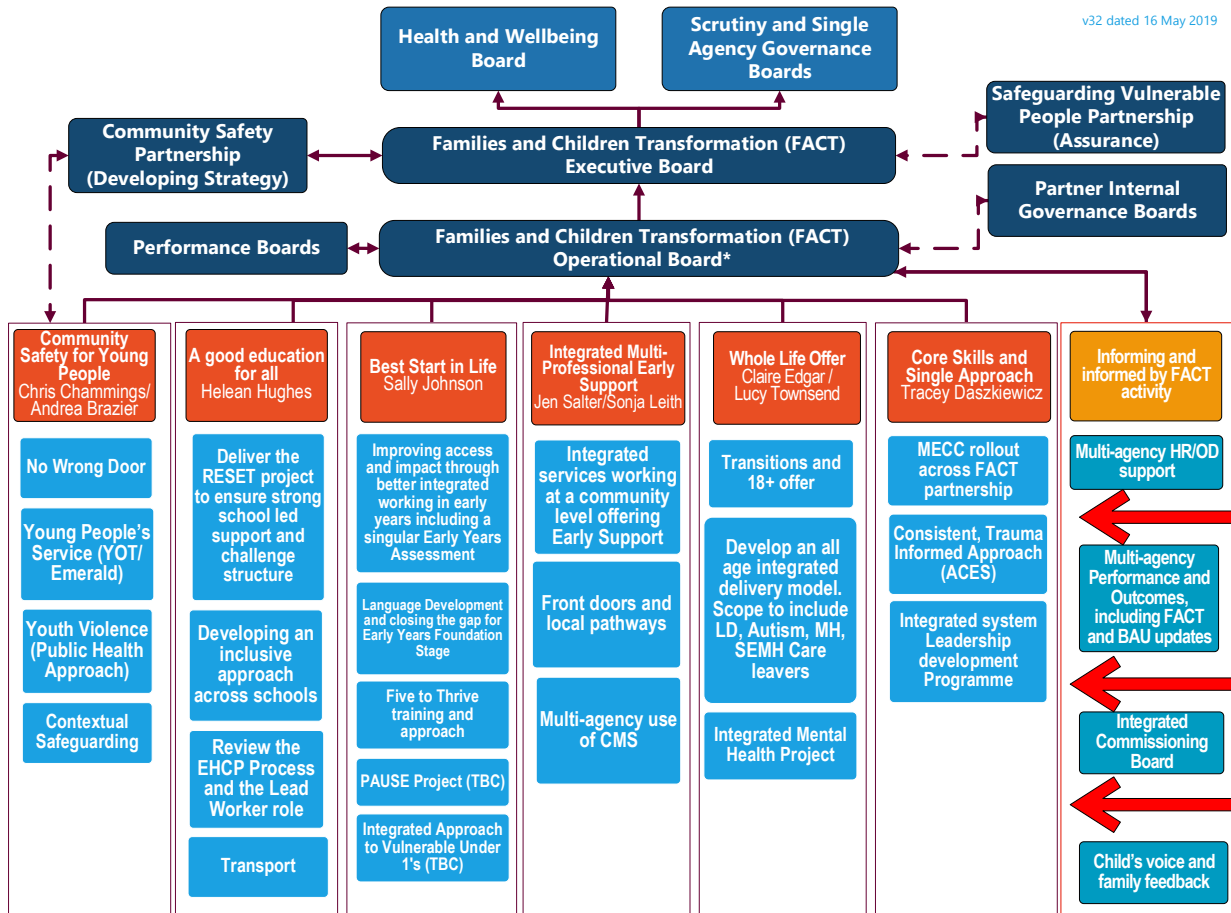 v32 dated 16 May 2019
Health and Wellbeing
Board
Scrutiny and Single
Agency Governance
Boards
Community Safety
Partnership
(Developing Strategy)
Families and Children Transformation (FACT)
Executive Board
Safeguarding Vulnerable
People Partnership
(Assurance)
Performance Boards
Families and Children Transformation (FACT)
Operational Board*
Partner Internal
Governance Boards
Community
Safety for Young
People
Chris Chammings/
Andrea Brazier
No Wrong Door
Young People's
Service (YOT/
Emerald)
Youth Violence
(Public Health
Approach)
Contextual
Safeguarding
A good education
for all
Helean Hughes
Deliver the
RESET project
to ensure strong
school led
support and
challenge
structure
Developing an
inclusive
approach
across schools
Review the
EHCP Process
and the Lead
Worker role
Transport
Best Start in Life
Sally Johnson
Improving access
and impact through
better integrated
working in early
years including a
singular Early Years
Assessment
Language Development
and closing the gap for
Early Years Foundation
Stage
Five to Thrive
training and
approach
PAUSE Project (TBC)
Integrated Approach
to Vulnerable Under
1's (TBC)
Integrated Multi-
Professional Early
Support
Jen Salter/Sonja Leith
Integrated
services working
at a community
level offering
Early Support
Front doors and
local pathways
Multi-agency use
of CMS
Whole Life Offer
Claire Edgar /
Lucy Townsend
Transitions and
18+ offer
Develop an all
age integrated
delivery model.
Scope to include
LD, Autism, MH,
SEMH Care
leavers
Integrated Mental
Health Project
Core Skills and
Single Approach
Tracey Daszkiewicz
MECC rollout
across FACT
partnership
Consistent, Trauma
Informed Approach
(ACES)
Integrated system
Leadership
development
Programme
Informing and
informed by FACT
activity
Multi-agency HR/OD
support
Multi-agency
Performance and
Outcomes,
including FACT
and BAU updates
Integrated
Commissioning
Board
Child's voice and
family feedback